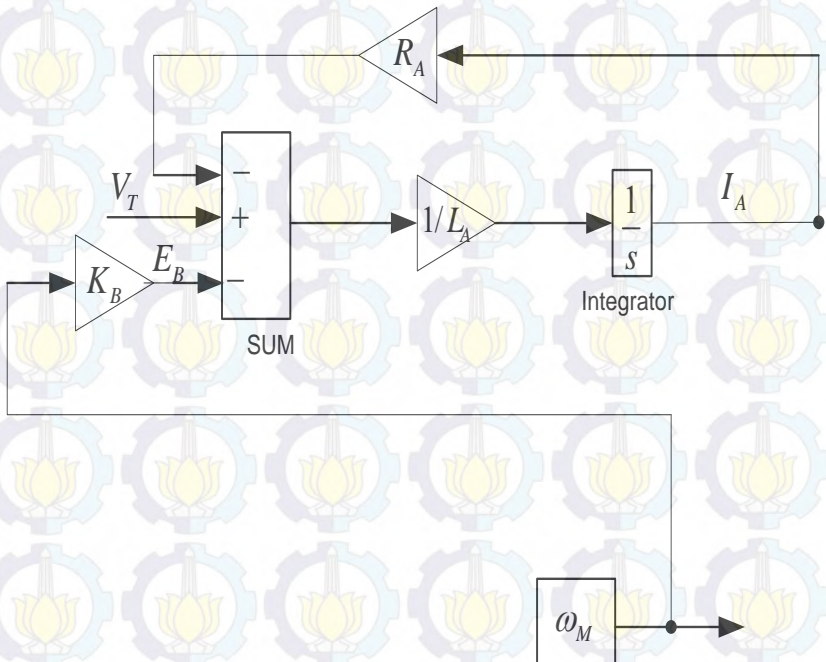 R_A
−
V_T
+
1/L_A
1
s
I_A
K_B
E_B
−
Integrator
SUM
ω_M